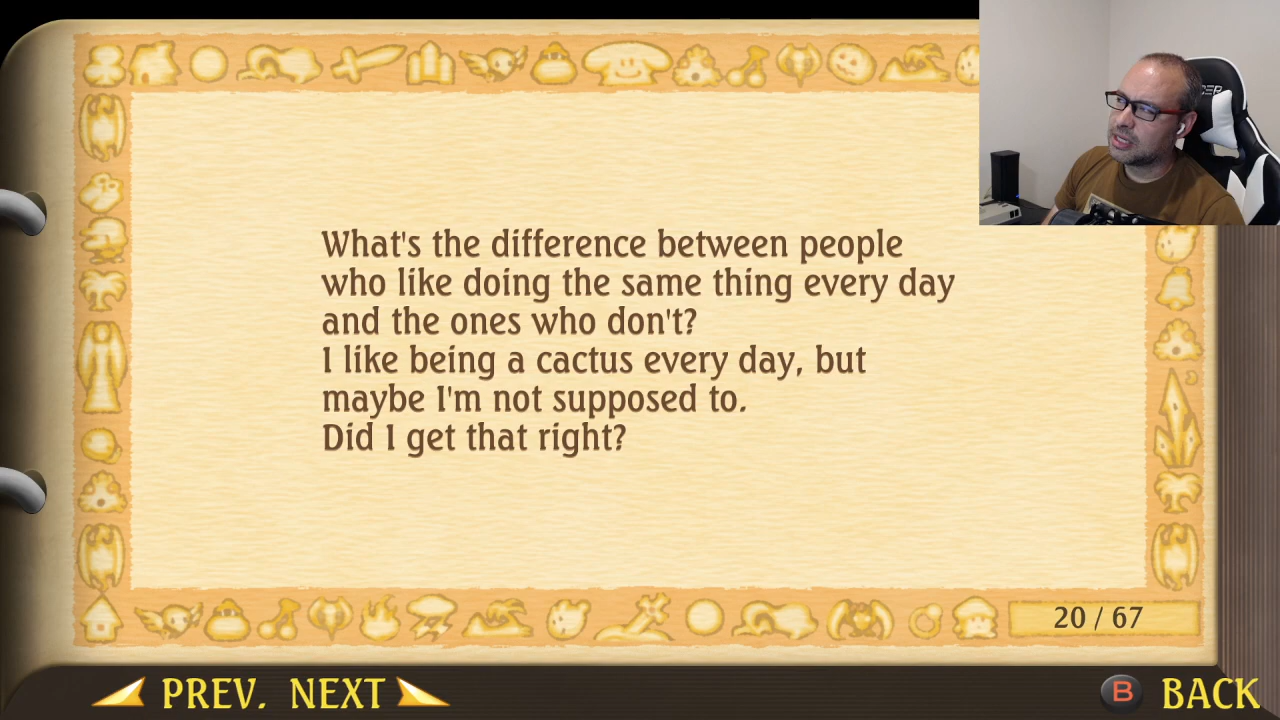 What's the difference between people
who like doing the same thing every day
and the ones who don't?
I like being a cactus every day, but
maybe I'm not supposed to.
Did I get that right?
20 / 67
PREV. NEXT
B BACK